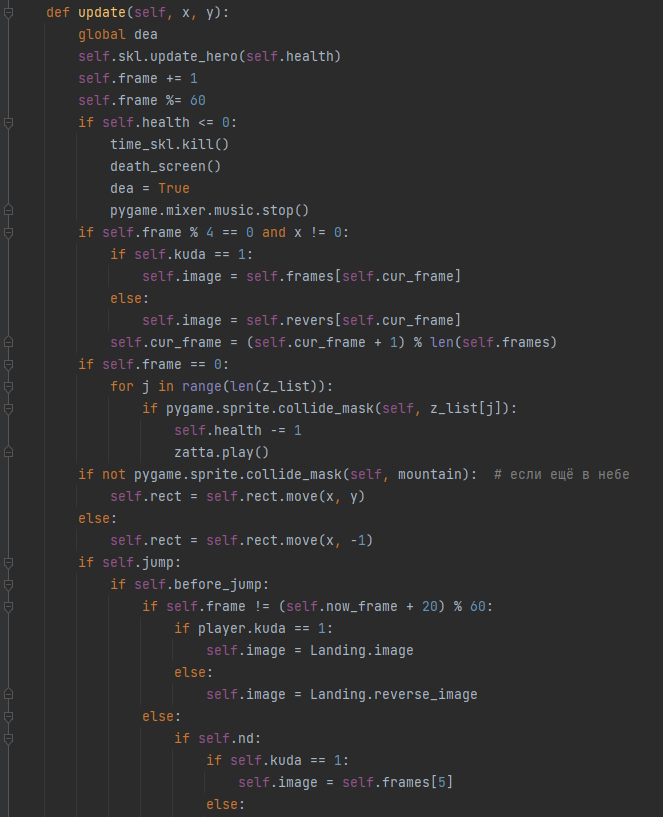 def update(self, x, y):
    global dea
    self.skl.update_hero(self.health)
    self.frame += 1
    self.frame %= 60
    if self.health <= 0:
        time_skl.kill()
        death_screen()
        dea = True
        pygame.mixer.music.stop()
    if self.frame % 4 == 0 and x != 0:
        if self.kuda == 1:
            self.image = self.frames[self.cur_frame]
        else:
            self.image = self.revers[self.cur_frame]
        self.cur_frame = (self.cur_frame + 1) % len(self.frames)
    if self.frame == 0:
        for j in range(len(z_list)):
            if pygame.sprite.collide_mask(self, z_list[j]):
                self.health -= 1
                zatta.play()
    if not pygame.sprite.collide_mask(self, mountain):  # если ещё в небе
        self.rect = self.rect.move(x, y)
    else:
        self.rect = self.rect.move(x, -1)
    if self.jump:
        if self.before_jump:
            if self.frame != (self.now_frame + 20) % 60:
                if player.kuda == 1:
                    self.image = Landing.image
                else:
                    self.image = Landing.reverse_image
            else:
                if self.nd:
                    if self.kuda == 1:
                        self.image = self.frames[5]
                    else: